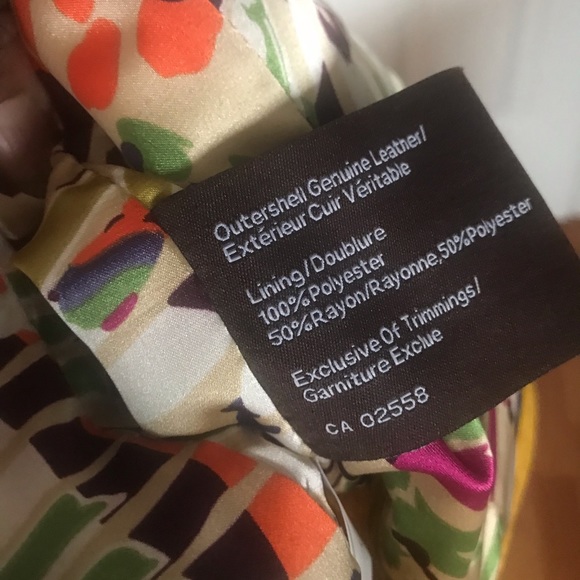 Outershell Genuine Leather/
Extérieur Cuir Véritable
Lining/Doublure
100%Polyester
50%Rayon/Rayonne,50%Polyester
Exclusive Of Trimmings/
Garniture Exclue
CA 02558